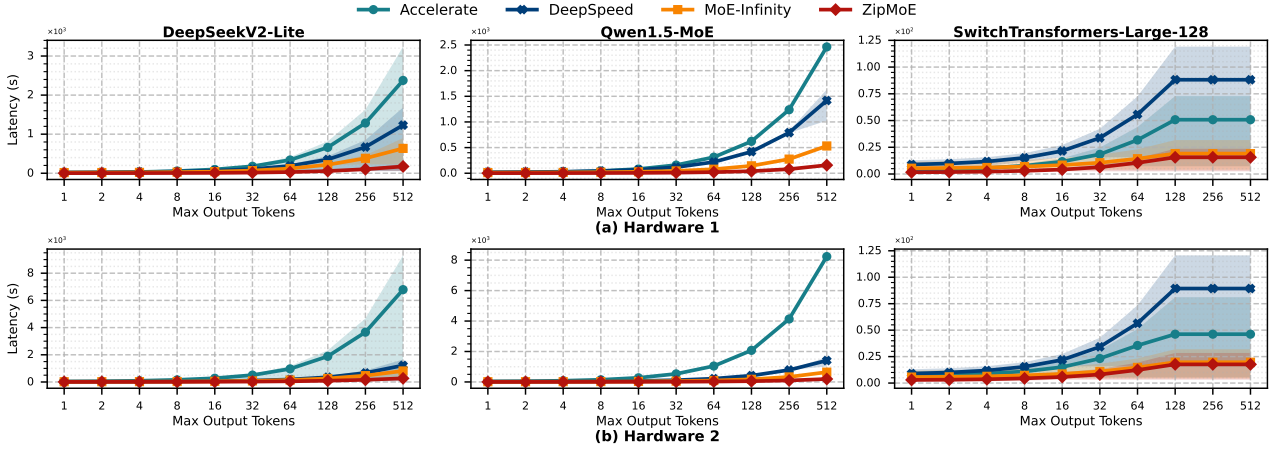 Accelerate DeepSpeed MoE-Infinity ZipMoE
DeepSeekV2-Lite Qwen1.5-MoE SwitchTransformers-Large-128
×10³ ×10³ ×10²
Latency (s)
3
2
1
0
1 2 4 8 16 32 64 128 256 512
Max Output Tokens
2.5
2.0
1.5
1.0
0.5
0.0
1 2 4 8 16 32 64 128 256 512
Max Output Tokens
1.25
1.00
0.75
0.50
0.25
0.00
1 2 4 8 16 32 64 128 256 512
Max Output Tokens
(a) Hardware 1
×10³ ×10³ ×10²
Latency (s)
8
6
4
2
0
1 2 4 8 16 32 64 128 256 512
Max Output Tokens
8
6
4
2
0
1 2 4 8 16 32 64 128 256 512
Max Output Tokens
1.25
1.00
0.75
0.50
0.25
0.00
1 2 4 8 16 32 64 128 256 512
Max Output Tokens
(b) Hardware 2